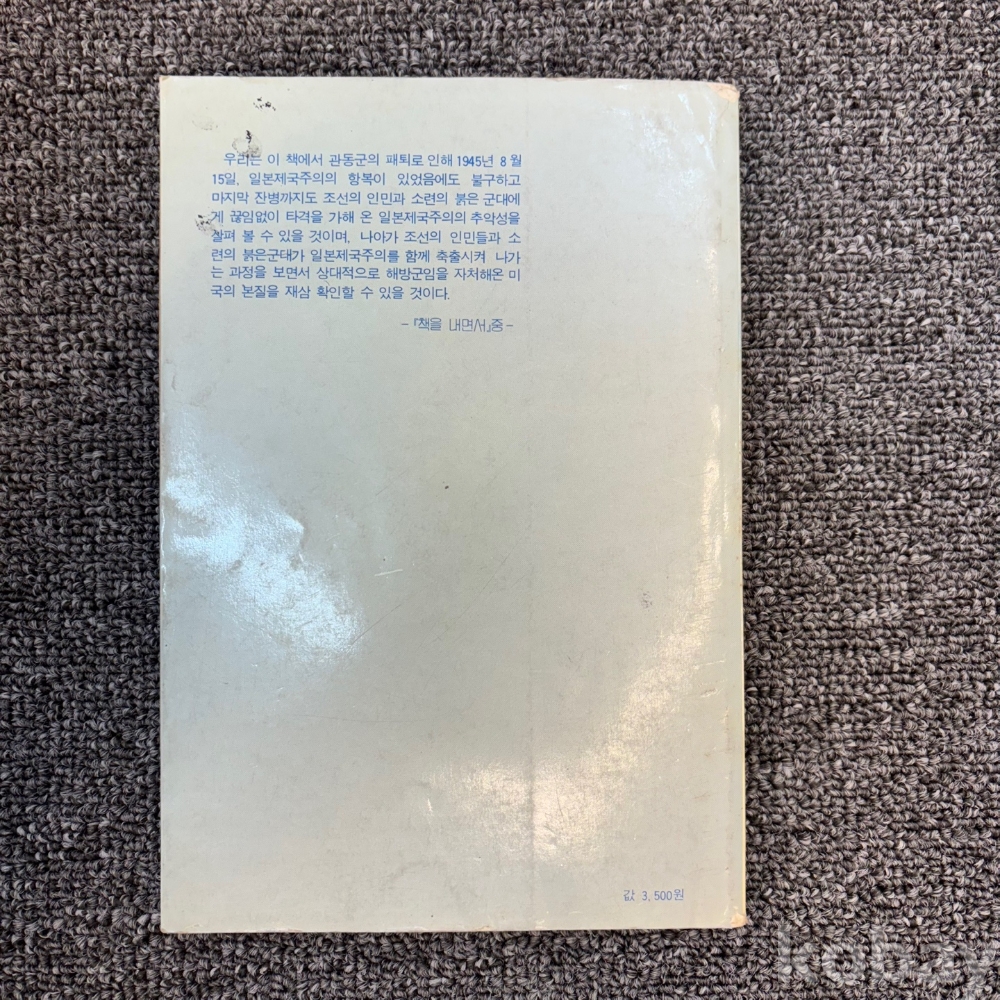 우리는 이 책에서 관동군의 패퇴로 인해 1945년 8월
15일, 일본제국주의의 항복이 있었음에도 불구하고
마지막 잔병까지도 조선의 인민과 소련의 붉은 군대에
게 끊임없이 타격을 가해 온 일본제국주의의 추악성을
살펴 볼 수 있을 것이며, 나아가 조선의 인민들과 소
련의 붉은군대가 일본제국주의를 함께 축출시켜 나가
는 과정을 보면서 상대적으로 해방군임을 자처해온 미
국의 본질을 재삼 확인할 수 있을 것이다.
–「책을 내면서」중–
값 3,500원
kobay